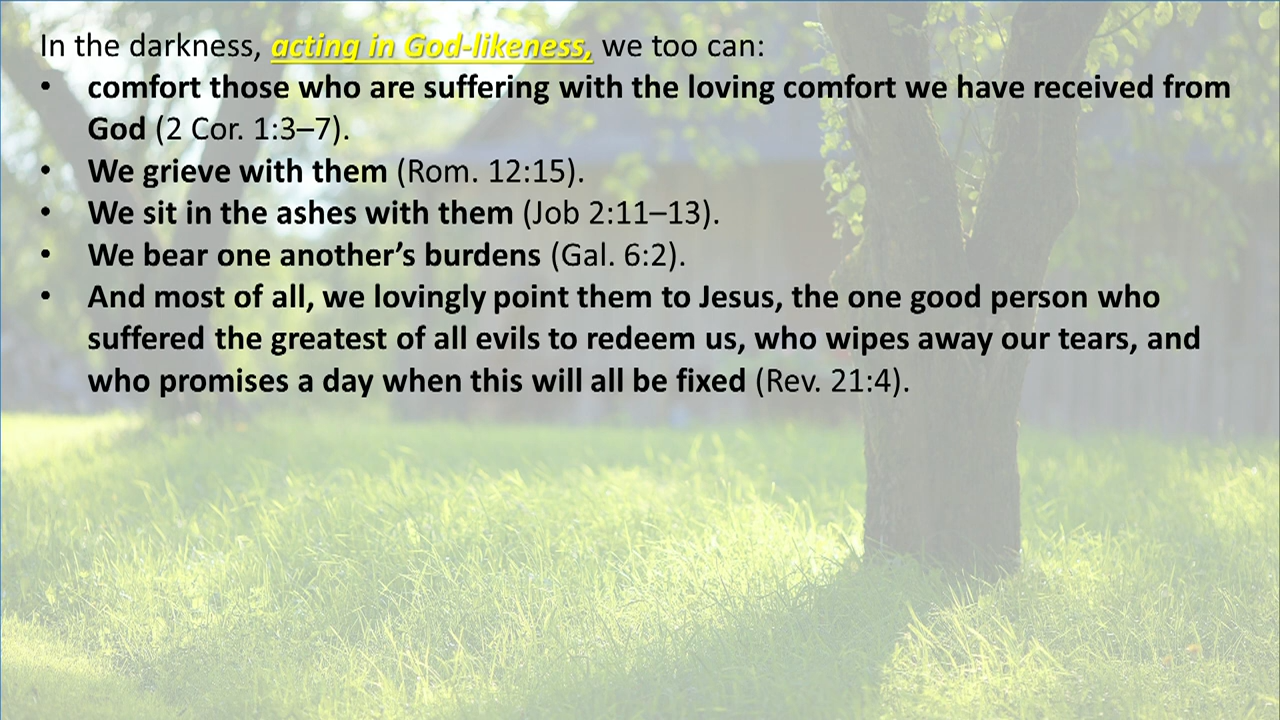 In the darkness, acting in God-likeness, we too can:
• comfort those who are suffering with the loving comfort we have received from
God (2 Cor. 1:3–7).
• We grieve with them (Rom. 12:15).
• We sit in the ashes with them (Job 2:11–13).
• We bear one another’s burdens (Gal. 6:2).
• And most of all, we lovingly point them to Jesus, the one good person who
suffered the greatest of all evils to redeem us, who wipes away our tears, and
who promises a day when this will all be fixed (Rev. 21:4).